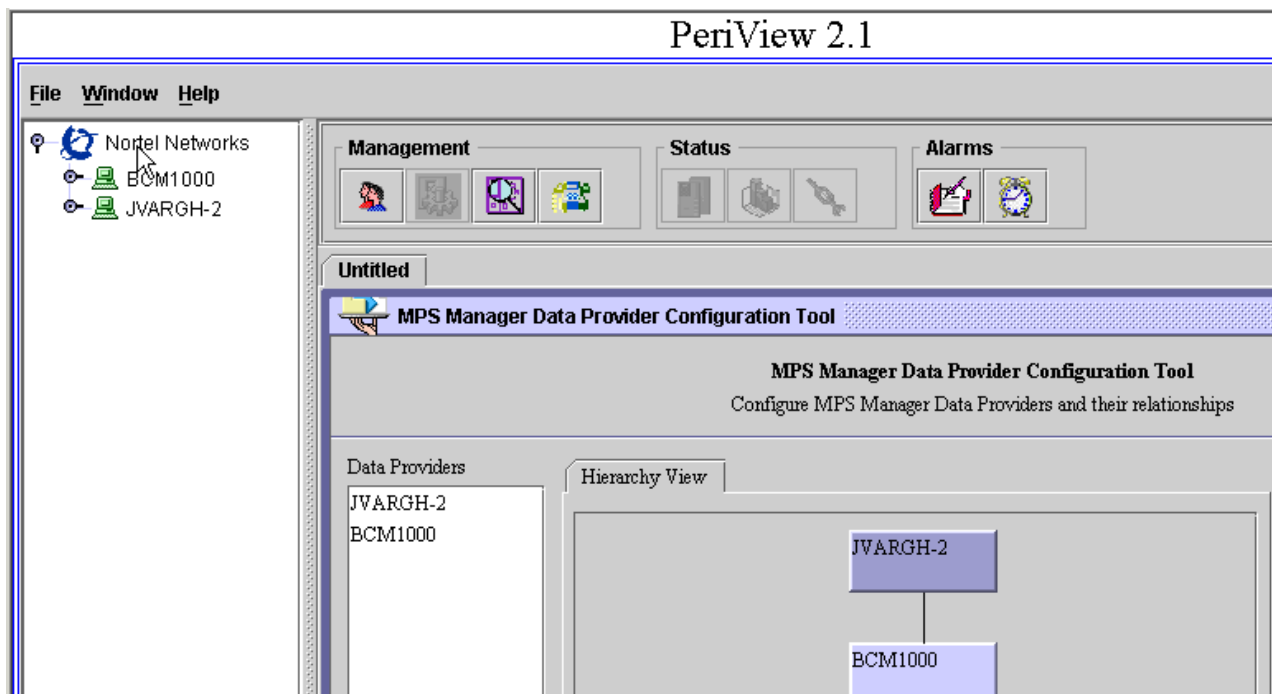 PeriView 2.1
File Window Help
Nortel Networks
BCM1000
JVARGH-2
Management
Status
Alarms
Untitled
MPS Manager Data Provider Configuration Tool
MPS Manager Data Provider Configuration Tool
Configure MPS Manager Data Providers and their relationships
Data Providers
JVARGH-2
BCM1000
Hierarchy View
JVARGH-2
BCM1000